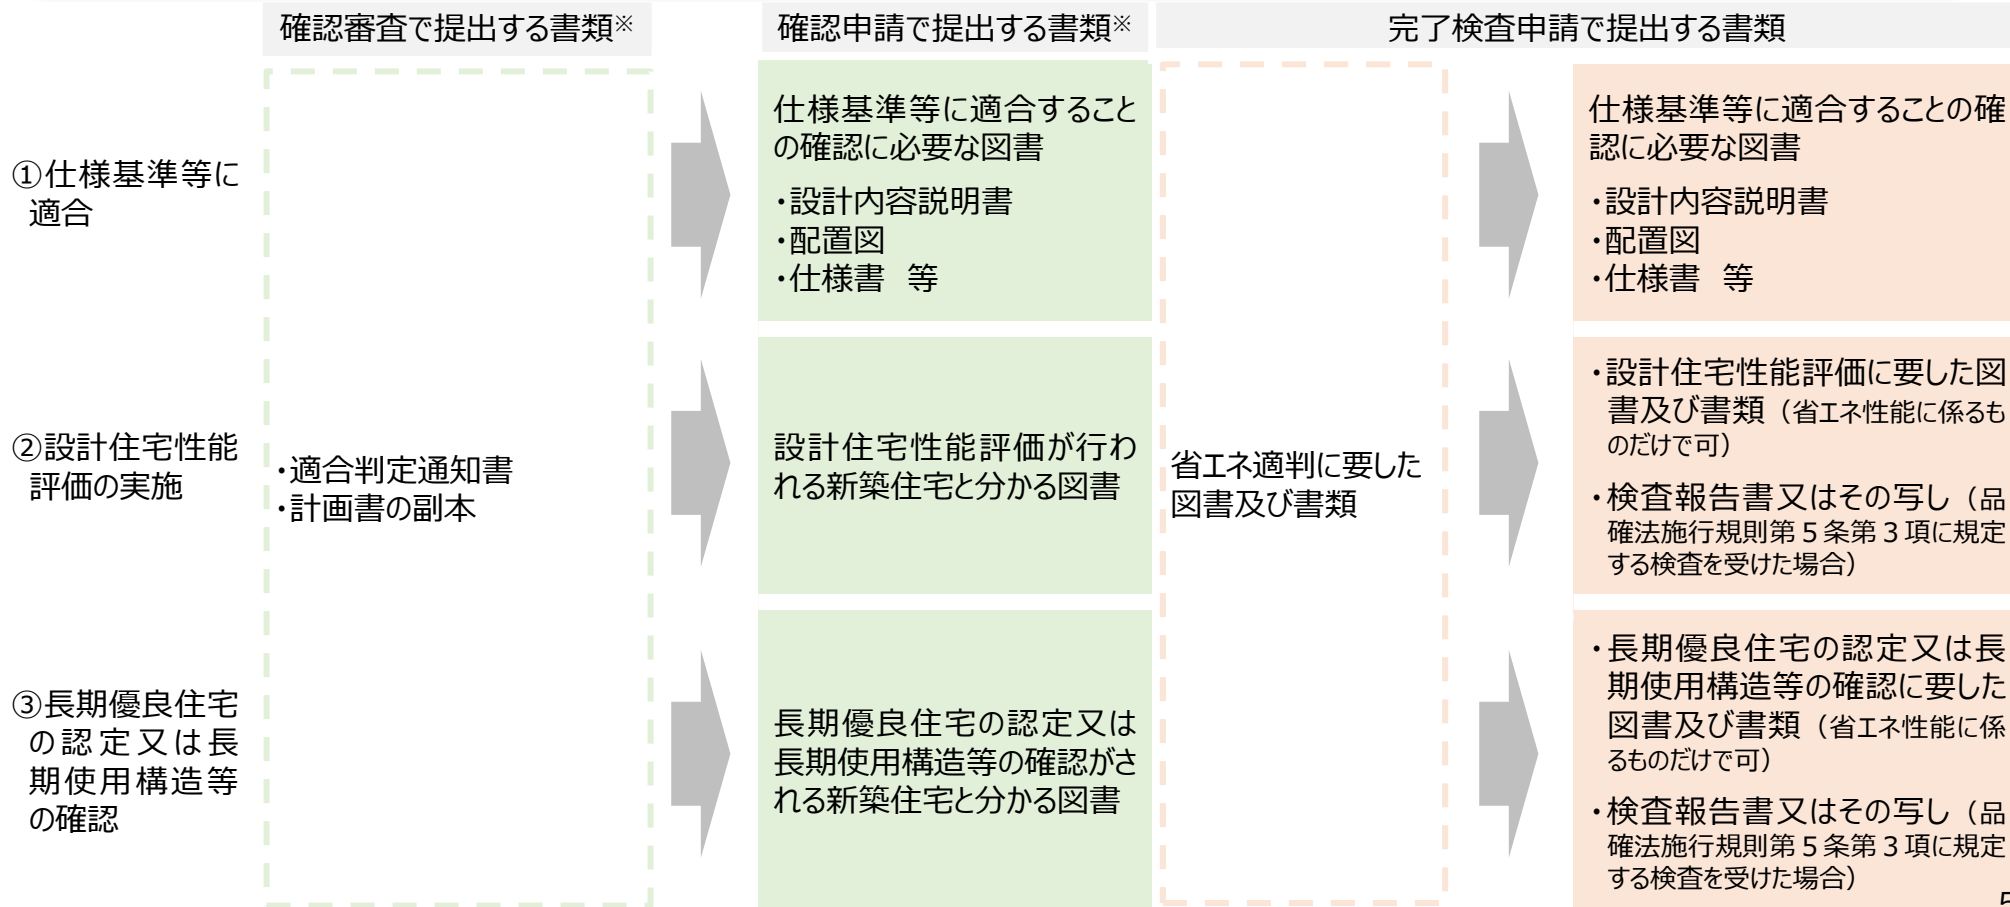 確認審査で提出する書類※
確認申請で提出する書類※
完了検査申請で提出する書類
①仕様基準等に
適合
仕様基準等に適合すること
の確認に必要な図書
・設計内容説明書
・配置図
・仕様書 等
仕様基準等に適合することの確
認に必要な図書
・設計内容説明書
・配置図
・仕様書 等
②設計住宅性能
評価の実施
・適合判定通知書
・計画書の副本
設計住宅性能評価が行わ
れる新築住宅と分かる図書
省エネ適判に要した
図書及び書類
・設計住宅性能評価に要した図
書及び書類（省エネ性能に係るも
のだけで可）
・検査報告書又はその写し（品
確法施行規則第5条第3項に規定
する検査を受けた場合）
③長期優良住宅
の認定又は長
期使用構造等
の確認
長期優良住宅の認定又は
長期使用構造等の確認がさ
れる新築住宅と分かる図書
・長期優良住宅の認定又は長
期使用構造等の確認に要した
図書及び書類（省エネ性能に係
るものだけで可）
・検査報告書又はその写し（品
確法施行規則第5条第3項に規定
する検査を受けた場合）